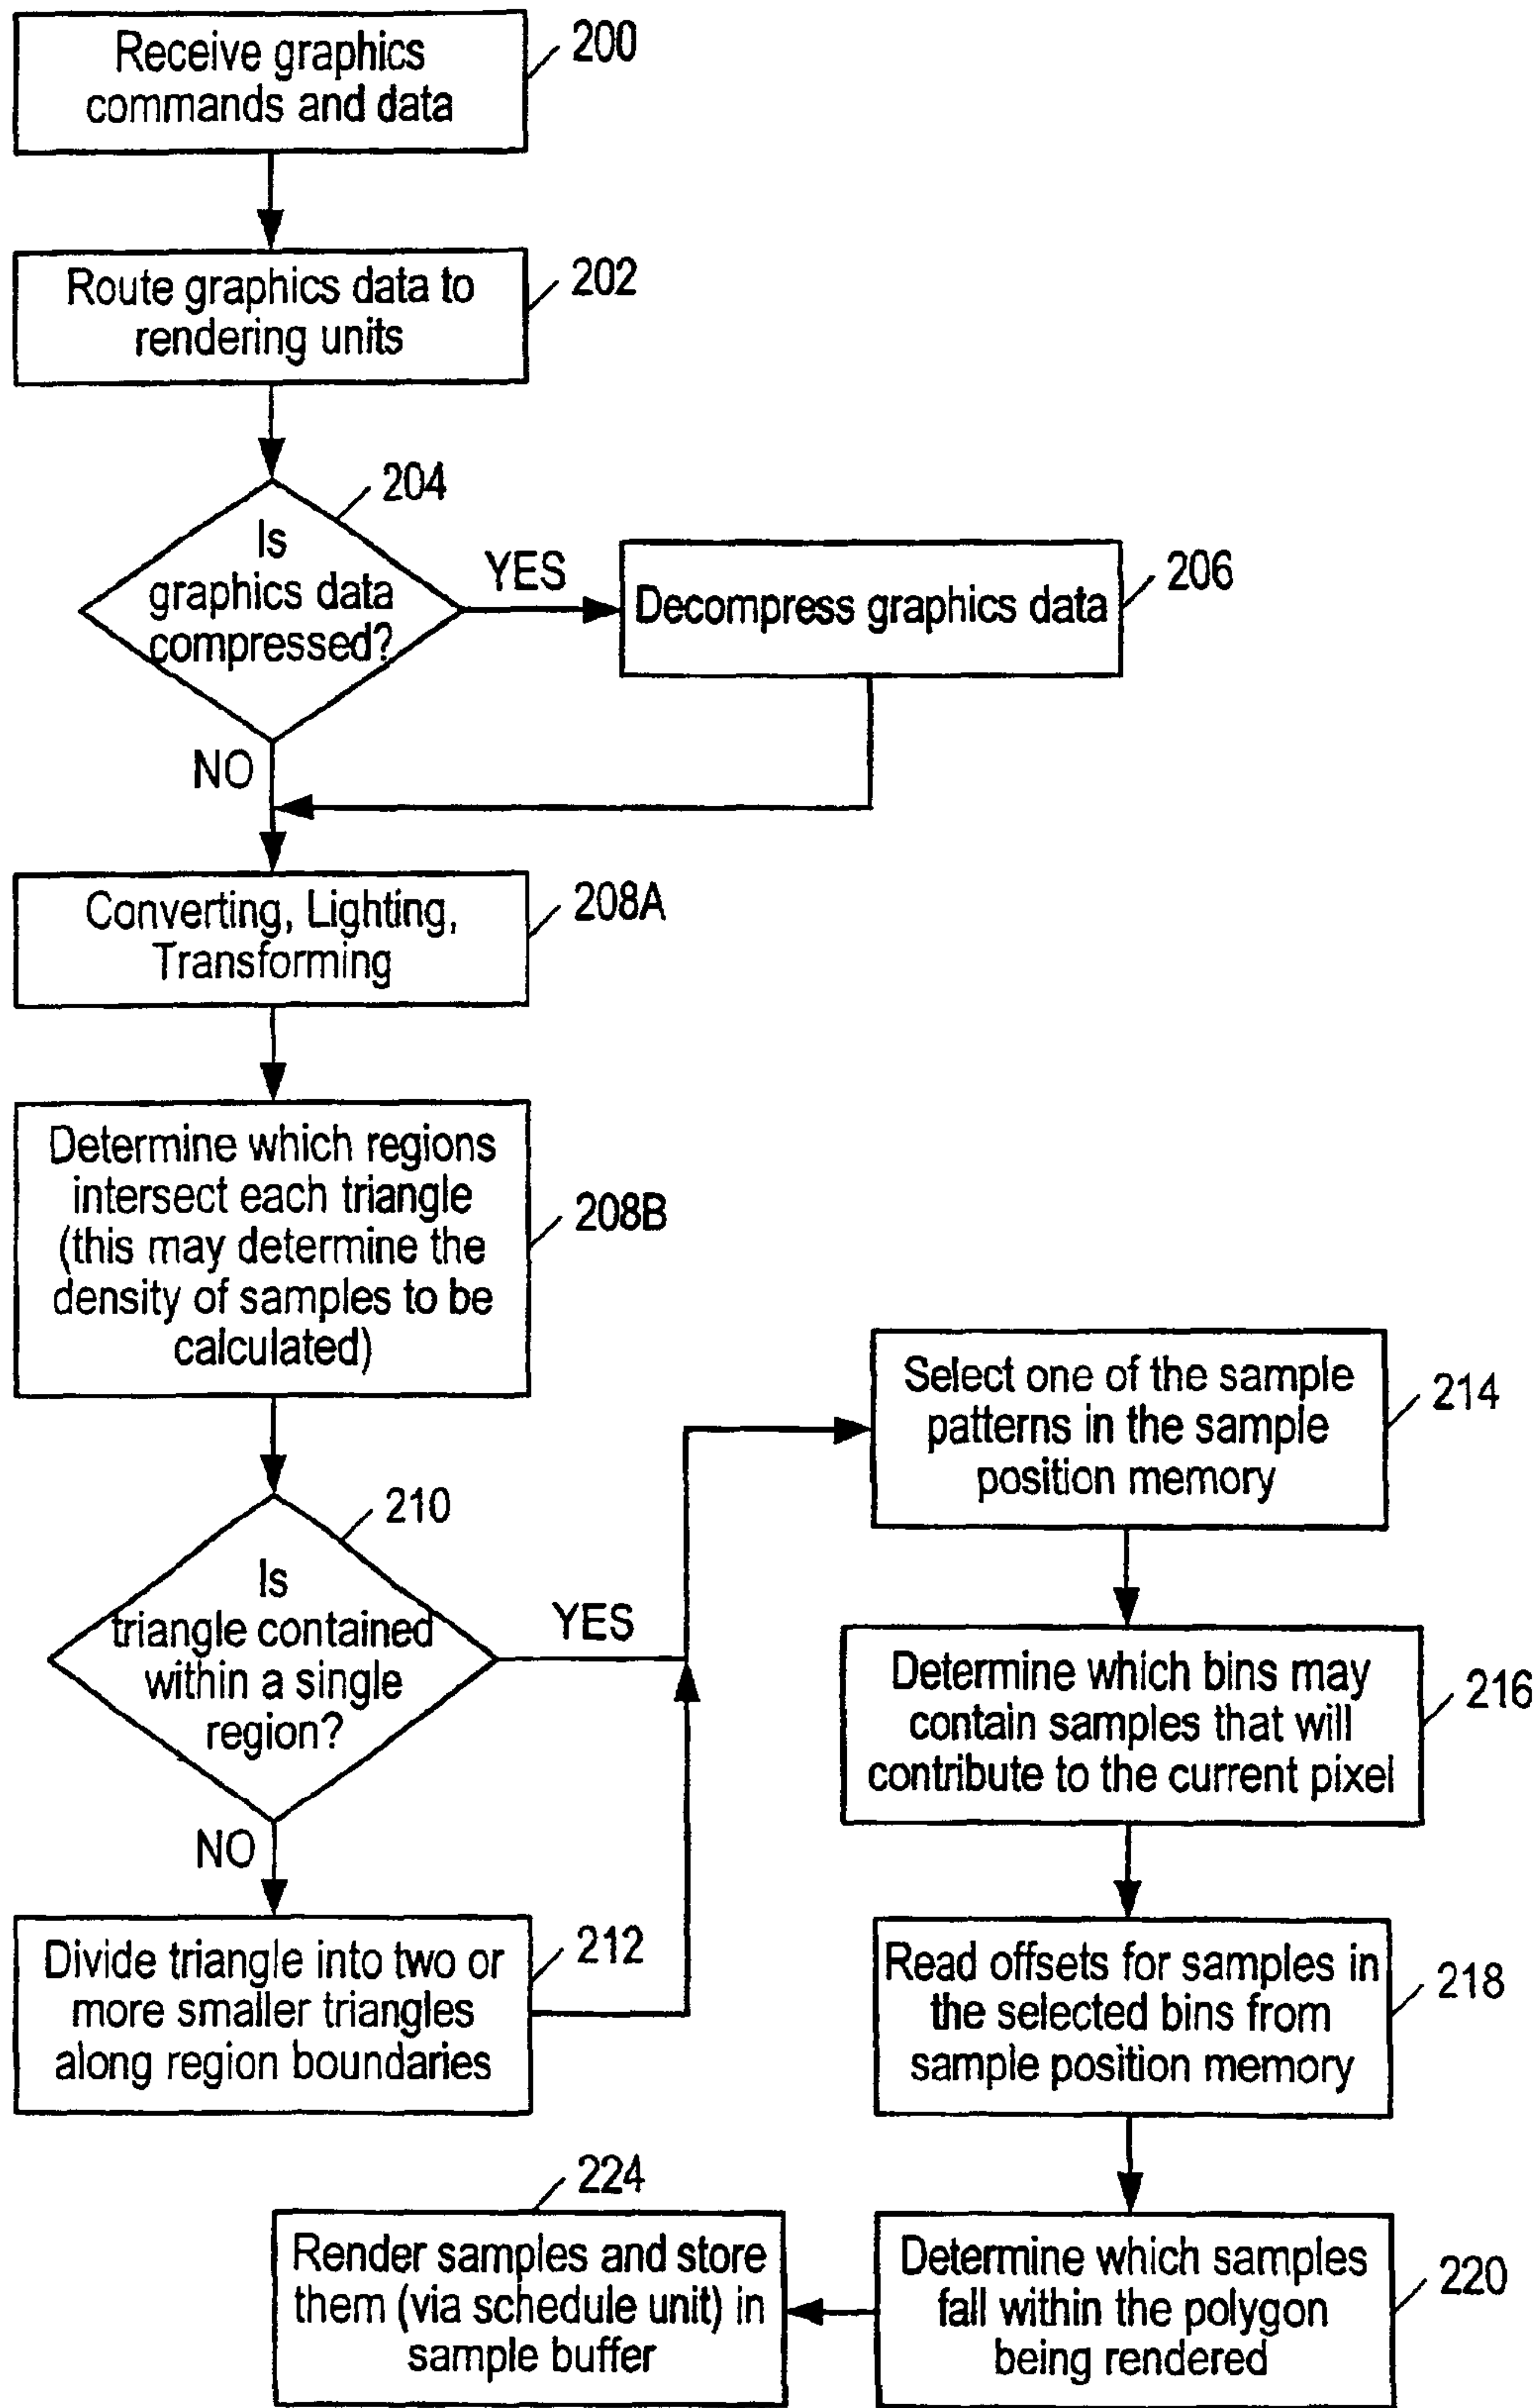 Receive graphics
commands and data
200
Route graphics data to
rendering units
202
204
Is
graphics data
compressed?
YES
Decompress graphics data
206
NO
Converting, Lighting,
Transforming
208A
Determine which regions
intersect each triangle
(this may determine the
density of samples to be
calculated)
208B
210
Is
triangle contained
within a single
region?
YES
NO
Divide triangle into two or
more smaller triangles
along region boundaries
212
Select one of the sample
patterns in the sample
position memory
214
Determine which bins may
contain samples that will
contribute to the current pixel
216
Read offsets for samples in
the selected bins from
sample position memory
218
Determine which samples
fall within the polygon
being rendered
220
224
Render samples and store
them (via schedule unit) in
sample buffer